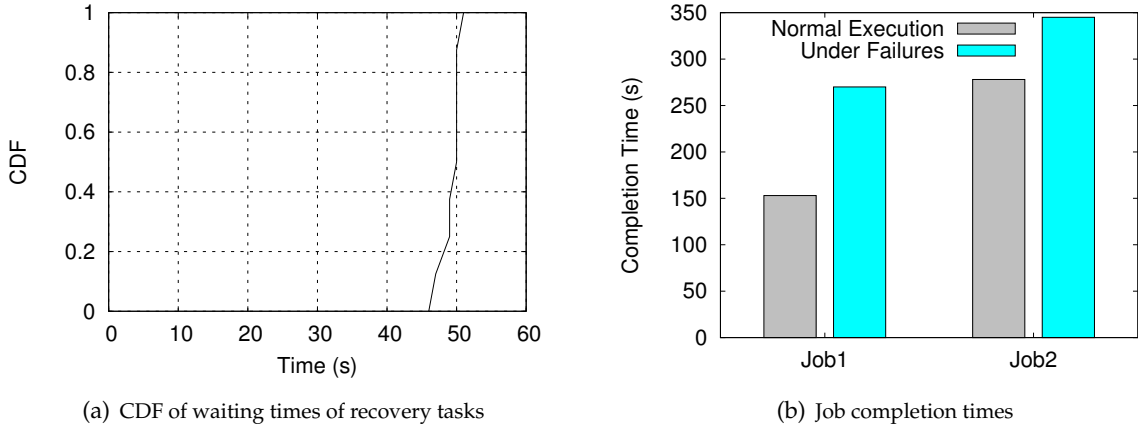 1
0.8
0.6
0.4
0.2
0
CDF
0 10 20 30 40 50 60
Time (s)
(a) CDF of waiting times of recovery tasks
350
300
250
200
150
100
50
0
Completion Time (s)
Normal Execution
Under Failures
Job1 Job2
(b) Job completion times